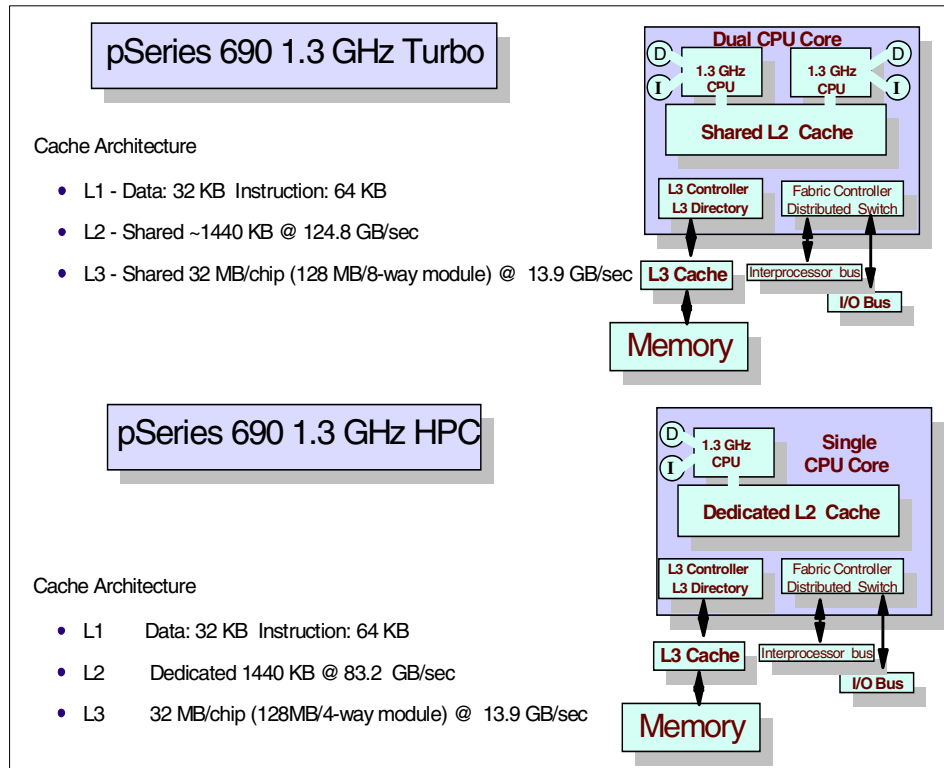 pSeries 690 1.3 GHz Turbo
Cache Architecture
• L1 - Data: 32 KB Instruction: 64 KB
• L2 - Shared ~1440 KB @ 124.8 GB/sec
• L3 - Shared 32 MB/chip (128 MB/8-way module) @ 13.9 GB/sec
Dual CPU Core
D
I
1.3 GHz
CPU
1.3 GHz
CPU
D
I
Shared L2 Cache
L3 Controller
L3 Directory
Fabric Controller
Distributed Switch
L3 Cache
Interprocessor bus
I/O Bus
Memory
pSeries 690 1.3 GHz HPC
Cache Architecture
• L1 Data: 32 KB Instruction: 64 KB
• L2 Dedicated 1440 KB @ 83.2 GB/sec
• L3 32 MB/chip (128MB/4-way module) @ 13.9 GB/sec
D
I
1.3 GHz
CPU
Single
CPU Core
Dedicated L2 Cache
L3 Controller
L3 Directory
Fabric Controller
Distributed Switch
L3 Cache
Interprocessor bus
I/O Bus
Memory